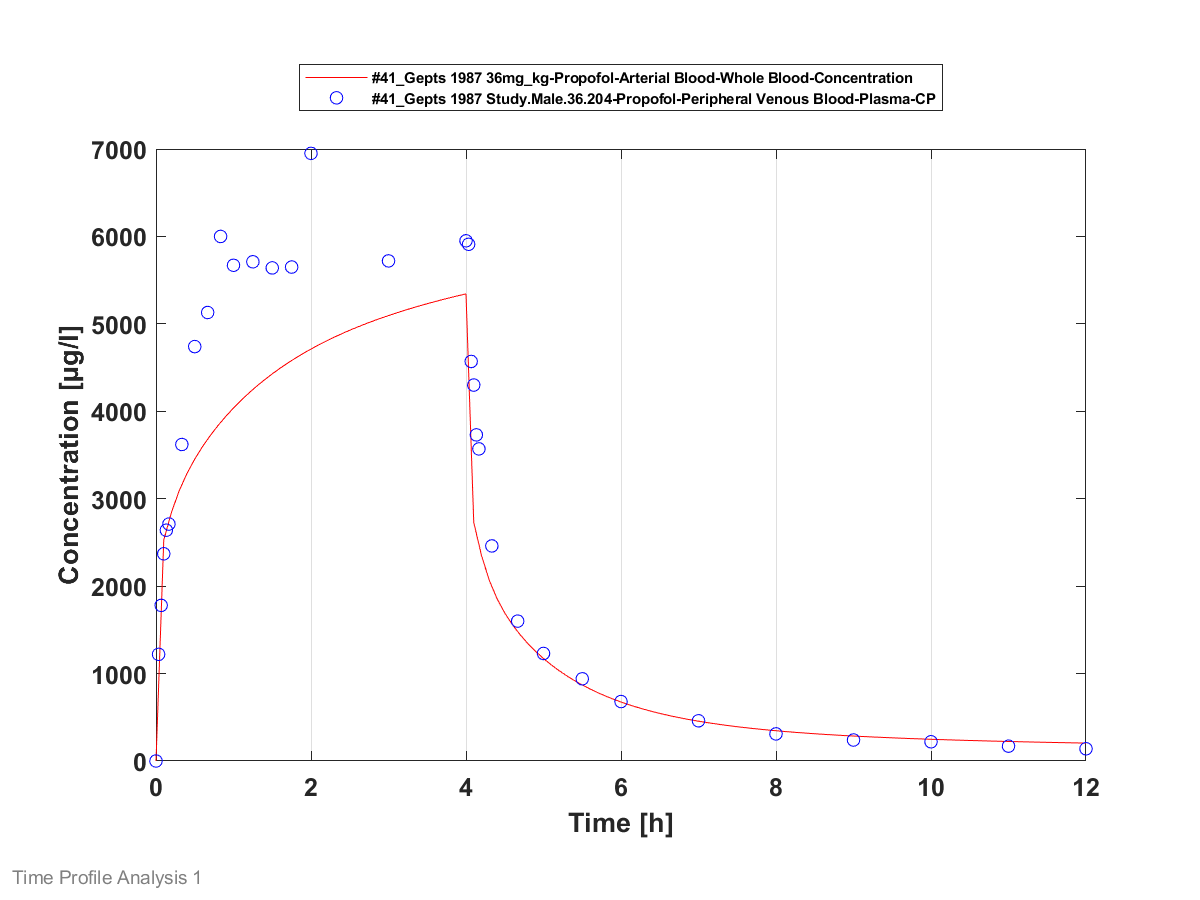 #41_Gepts 1987 36mg_kg-Propofol-Arterial Blood-Whole Blood-Concentration
#41_Gepts 1987 Study.Male.36.204-Propofol-Peripheral Venous Blood-Plasma-CP
7000
6000
5000
4000
3000
2000
1000
0
Concentration [µg/l]
0 2 4 6 8 10 12
Time [h]
Time Profile Analysis 1